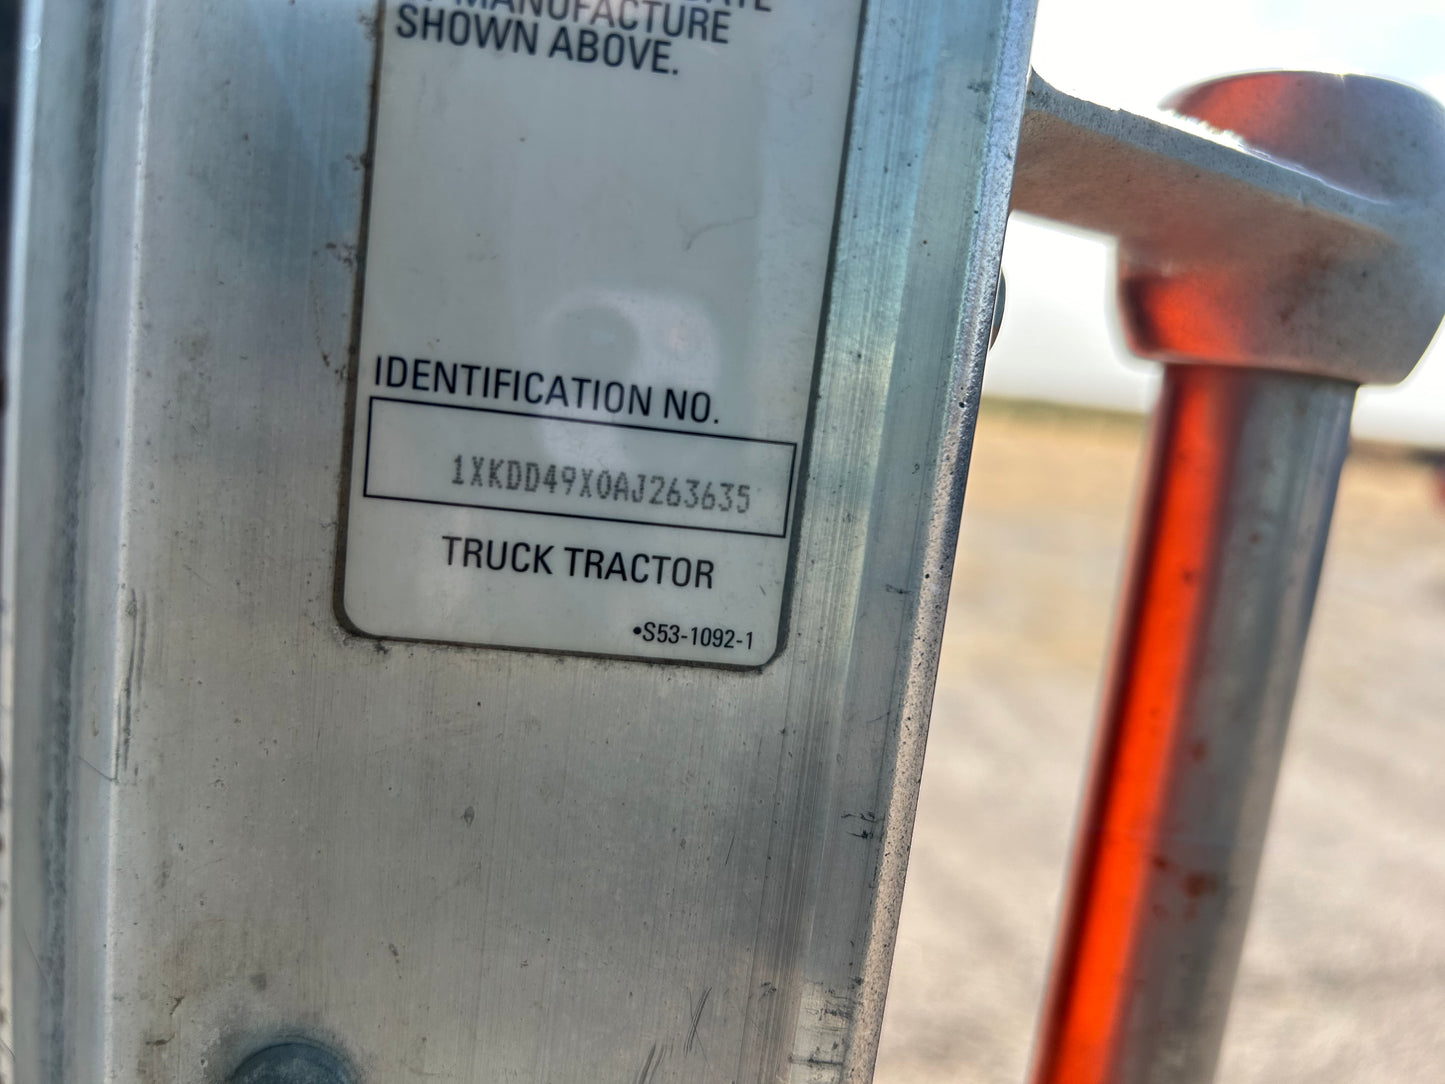 MANUFACTURE
SHOWN ABOVE.
IDENTIFICATION NO.
1XKDD49X0AJ263635
TRUCK TRACTOR
•S53-1092-1